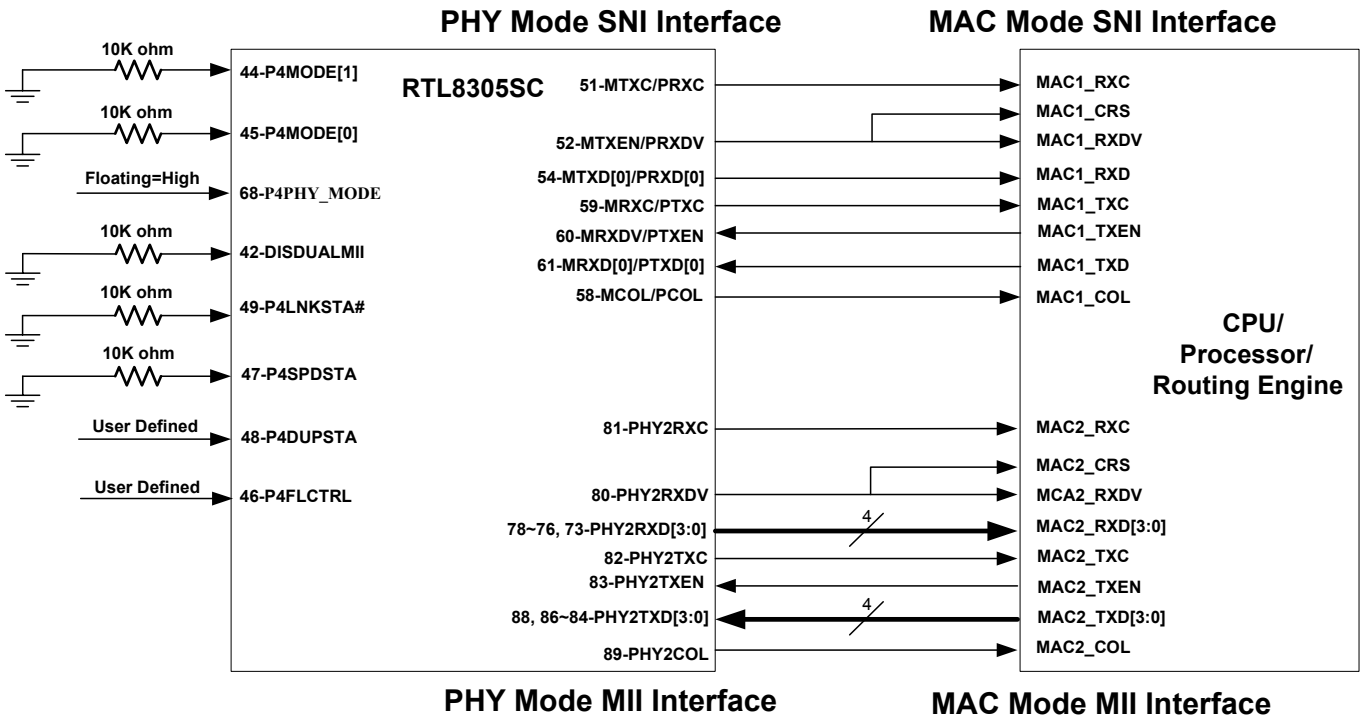 PHY Mode SNI Interface
MAC Mode SNI Interface
10K ohm
44-P4MODE[1]
10K ohm
45-P4MODE[0]
Floating=High
68-P4PHY_MODE
10K ohm
42-DISDUALMII
10K ohm
49-P4LNKSTA#
10K ohm
47-P4SPDSTA
User Defined
48-P4DUPSTA
User Defined
46-P4FLCTRL
RTL8305SC
51-MTXC/PRXC
52-MTXEN/PRXDV
54-MTXD[0]/PRXD[0]
59-MRXC/PTXC
60-MRXDV/PTXEN
61-MRXD[0]/PTXD[0]
58-MCOL/PCOL
81-PHY2RXC
80-PHY2RXDV
78~76, 73-PHY2RXD[3:0]
82-PHY2TXC
83-PHY2TXEN
88, 86~84-PHY2TXD[3:0]
89-PHY2COL
4
4
MAC1_RXC
MAC1_CRS
MAC1_RXDV
MAC1_RXD
MAC1_TXC
MAC1_TXEN
MAC1_TXD
MAC1_COL
CPU/
Processor/
Routing Engine
MAC2_RXC
MAC2_CRS
MCA2_RXDV
MAC2_RXD[3:0]
MAC2_TXC
MAC2_TXEN
MAC2_TXD[3:0]
MAC2_COL
PHY Mode MII Interface
MAC Mode MII Interface